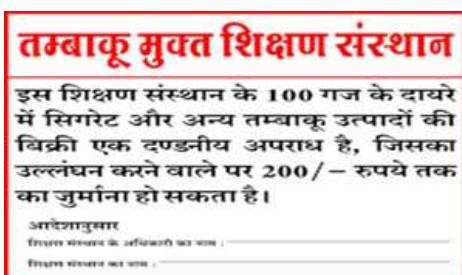 तम्बाकू मुक्त शिक्षण संस्थान
इस शिक्षण संस्थान के 100 गज के दायरे
में सिगरेट और अन्य तम्बाकू उत्पादों की
बिक्री एक दण्डनीय अपराध है, जिसका
उल्लंघन करने वाले पर 200/– रुपये तक
का जुर्माना हो सकता है।
आदेशानुसार
शिक्षण संस्थान के अधिकारी का नाम :
शिक्षण संस्थान का नाम :